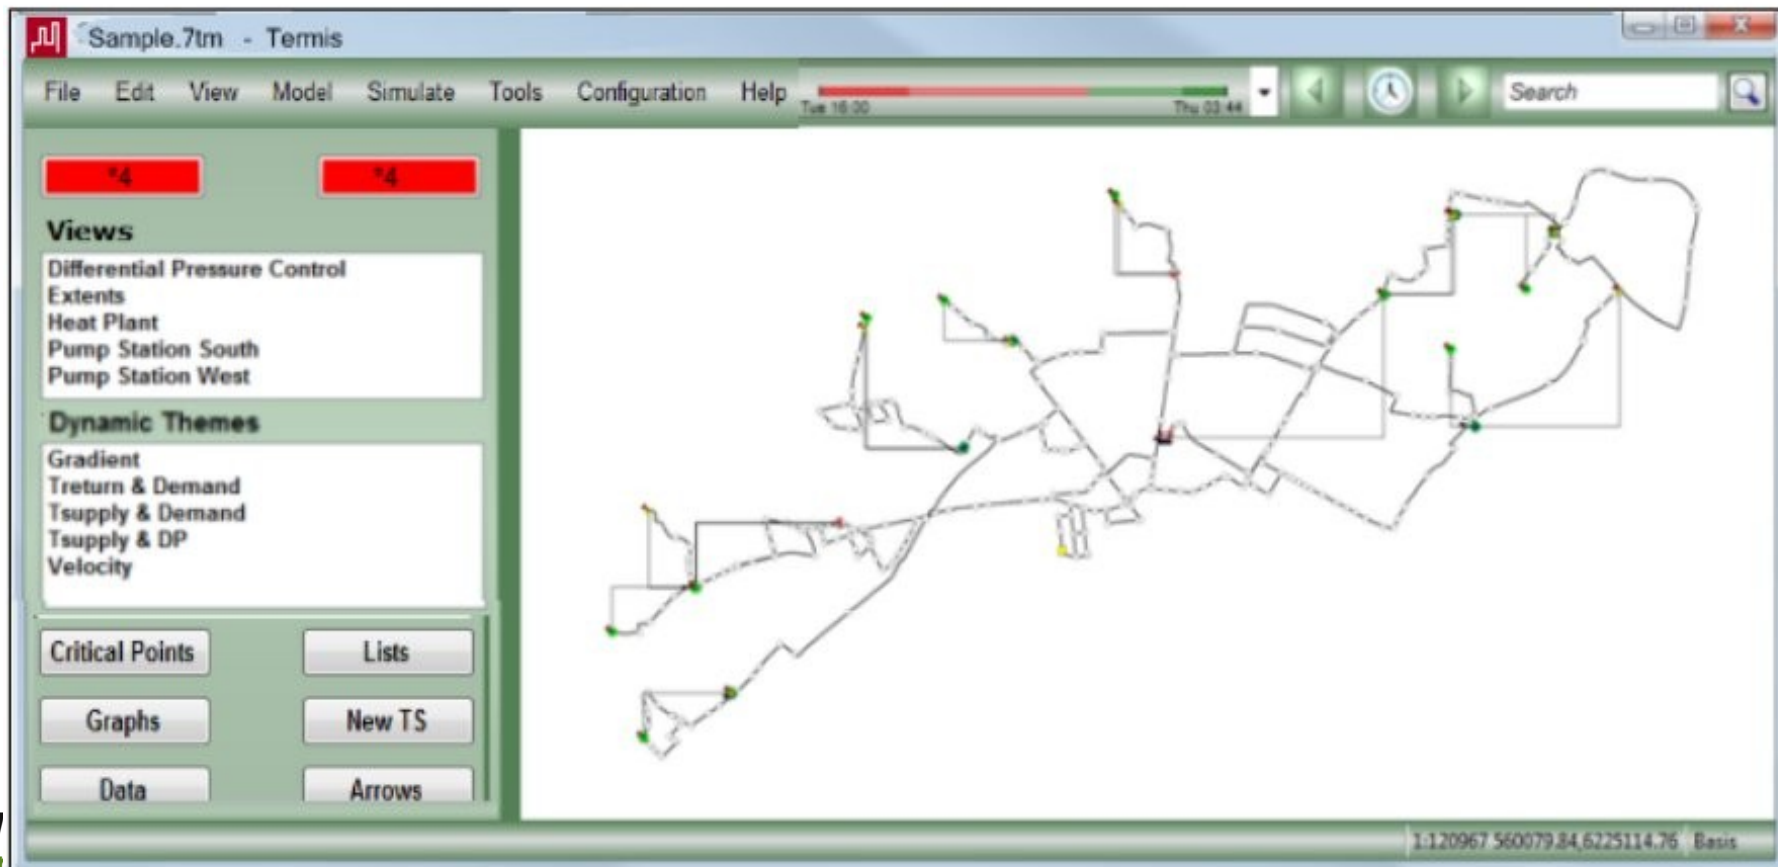 Sample.7tm - Termis
File Edit View Model Simulate Tools Configuration Help
Tue 16:00 Thu 03:44
Search
*4 *4
Views
Differential Pressure Control
Extents
Heat Plant
Pump Station South
Pump Station West
Dynamic Themes
Gradient
Treturn & Demand
Tsupply & Demand
Tsupply & DP
Velocity
Critical Points Lists
Graphs New TS
Data Arrows
1:120967 560079.84,6225114.76 Basis